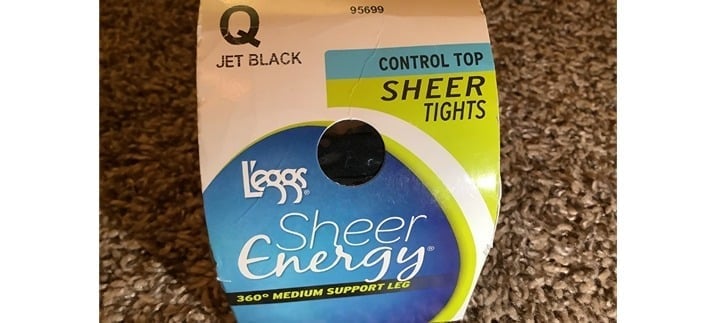 95699
Q
JET BLACK
CONTROL TOP
SHEER
TIGHTS
L'eggs®
Sheer
Energy®
360° MEDIUM SUPPORT LEG